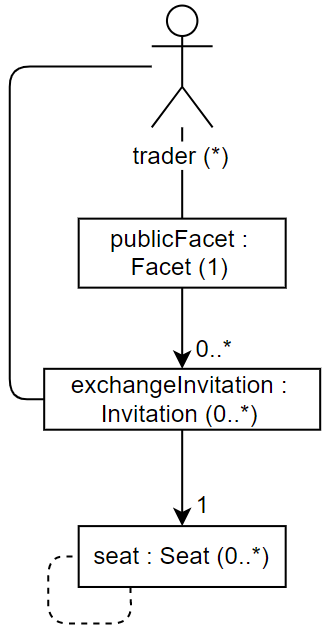 trader (*)
publicFacet :
Facet (1)
0..*
exchangeInvitation :
Invitation (0..*)
1
seat : Seat (0..*)